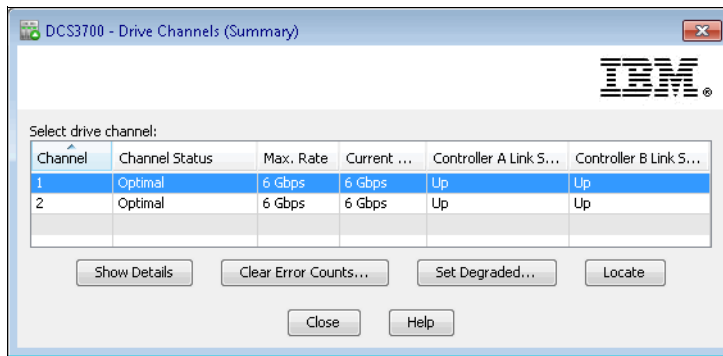 DCS3700 - Drive Channels (Summary)
IBM®
Select drive channel:
Channel Channel Status Max. Rate Current ... Controller A Link S... Controller B Link S...
1 Optimal 6 Gbps 6 Gbps Up Up
2 Optimal 6 Gbps 6 Gbps Up Up
Show Details Clear Error Counts... Set Degraded... Locate
Close Help